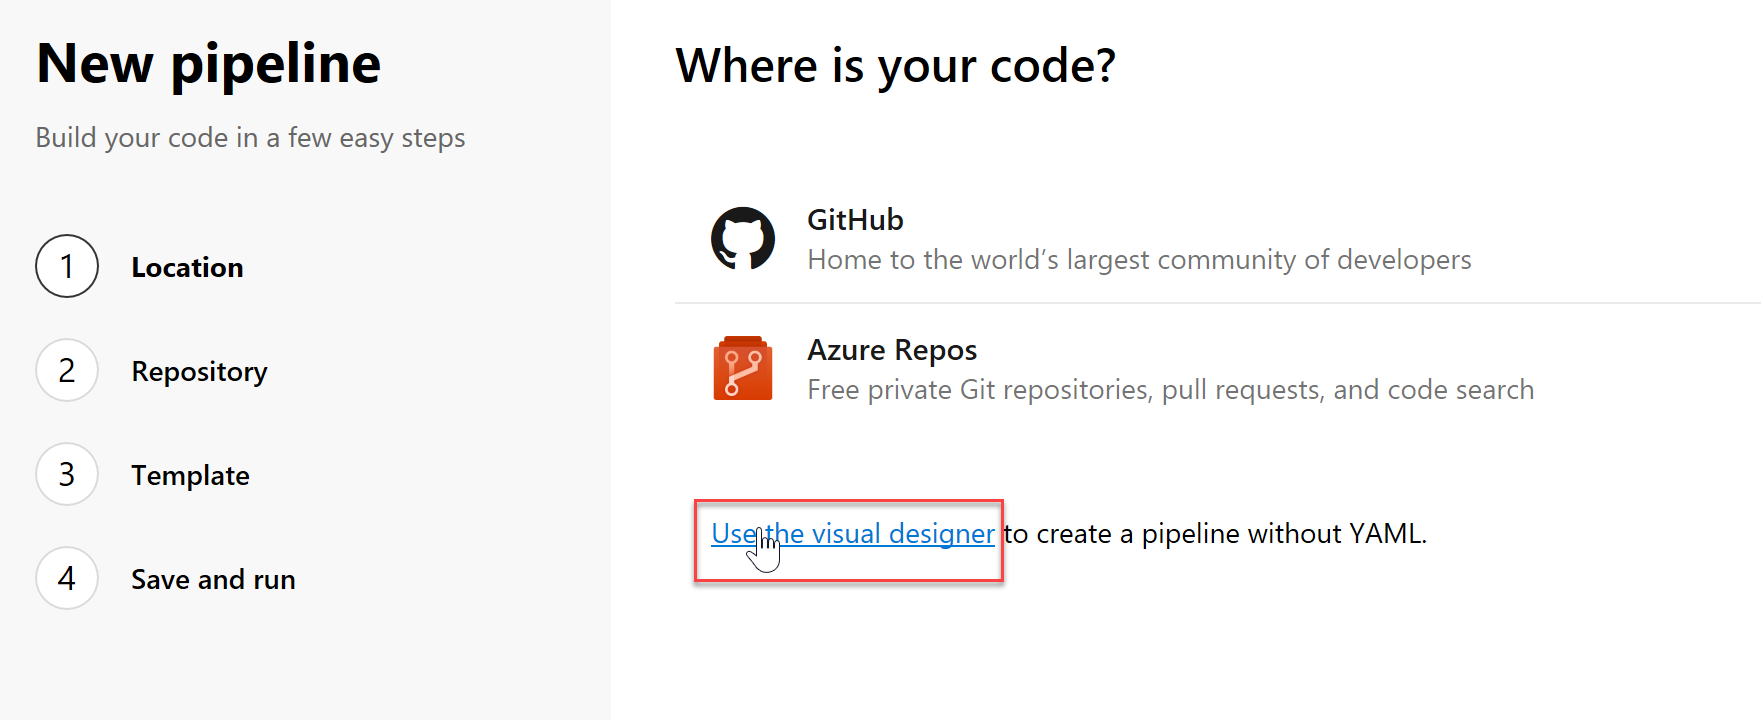 New pipeline
Build your code in a few easy steps
1 Location
2 Repository
3 Template
4 Save and run
Where is your code?
GitHub
Home to the world’s largest community of developers
Azure Repos
Free private Git repositories, pull requests, and code search
Use the visual designer to create a pipeline without YAML.